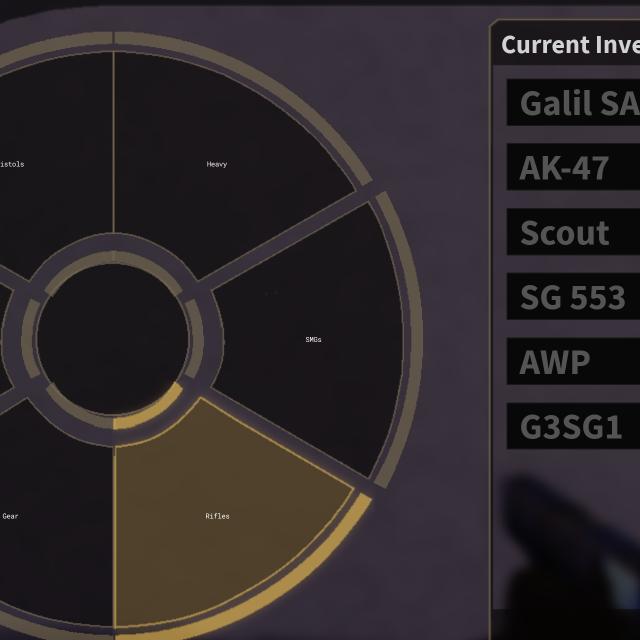 Current Inve
istols
Heavy
SMGs
Gear
Rifles
Galil SA
AK-47
Scout
SG 553
AWP
G3SG1